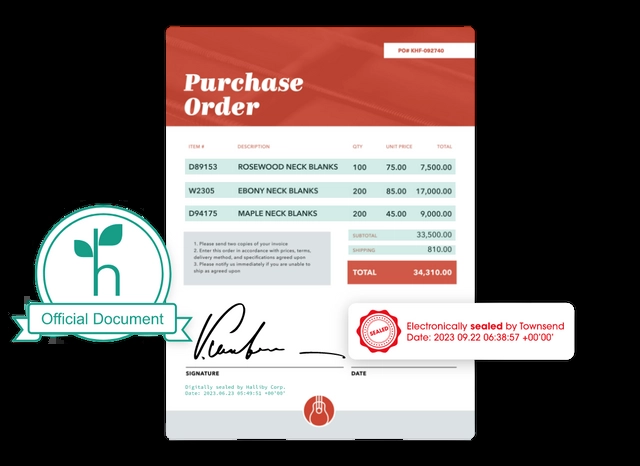 PO# KHF-002740
Purchase
Order
ITEM # DESCRIPTION QTY UNIT PRICE TOTAL
D89153 ROSEWOOD NECK BLANKS 100 75.00 7,500.00
W2305 EBONY NECK BLANKS 200 85.00 17,000.00
D94175 MAPLE NECK BLANKS 200 45.00 9,000.00
SUBTOTAL 33,500.00
SHIPPING 810.00
TOTAL 34,310.00
1. Please send two copies of your invoice
2. Enter this order in accordance with prices, terms,
delivery method, and specifications agreed upon
3. Please notify us immediately if you are unable to
ship as agreed upon
h
Official Document
SIGNATURE
Digitally sealed by Halliby Corp.
Date: 2023.06.23 05:49:51 +00'00'
SEALED
Electronically sealed by Townsend
Date: 2023 09.22 06:38:57 +00'00'
DATE